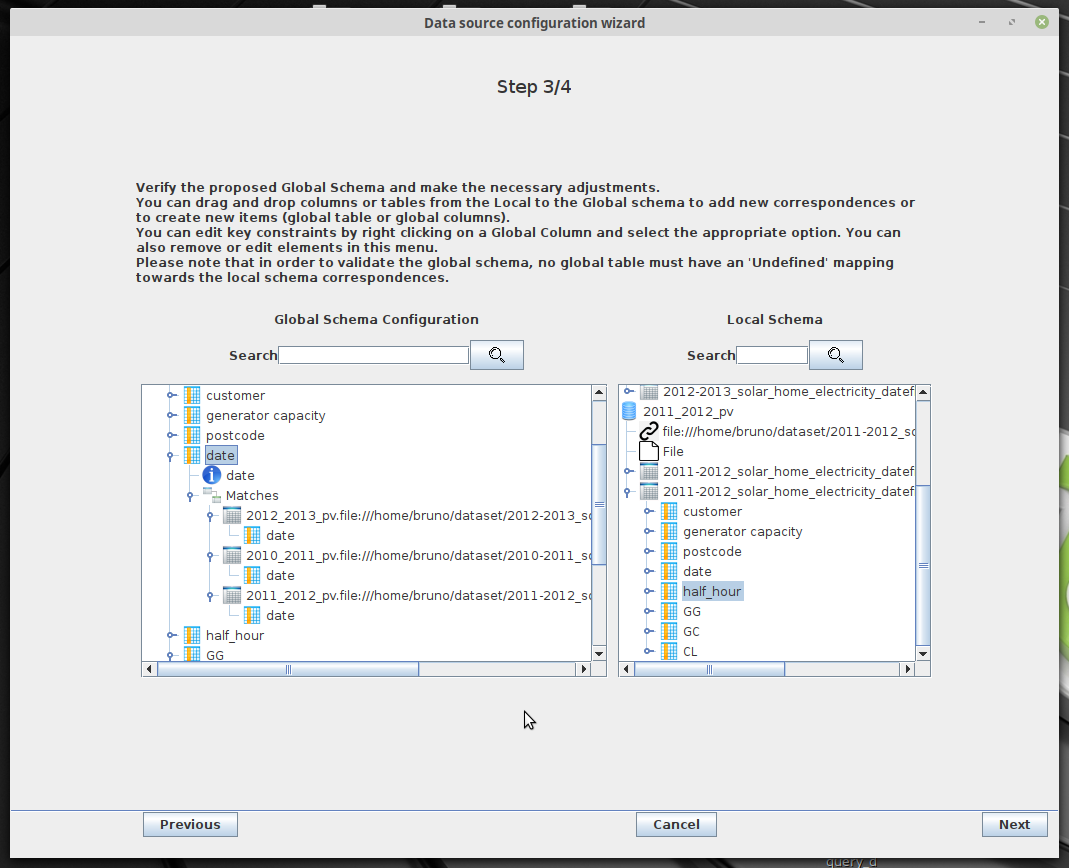 Data source configuration wizard
Step 3/4
Verify the proposed Global Schema and make the necessary adjustments.
You can drag and drop columns or tables from the Local to the Global schema to add new correspondences or
to create new items (global table or global columns).
You can edit key constraints by right clicking on a Global Column and select the appropriate option. You can
also remove or edit elements in this menu.
Please note that in order to validate the global schema, no global table must have an 'Undefined' mapping
towards the local schema correspondences.
Global Schema Configuration
Search
customer
generator capacity
postcode
date
date
Matches
2012_2013_pv.file:///home/bruno/dataset/2012-2013_so
date
2010_2011_pv.file:///home/bruno/dataset/2010-2011_so
date
2011_2012_pv.file:///home/bruno/dataset/2011-2012_so
date
half_hour
GG
Local Schema
Search
2012-2013_solar_home_electricity_datef
2011_2012_pv
file:///home/bruno/dataset/2011-2012_so
File
2011-2012_solar_home_electricity_datef
2011-2012_solar_home_electricity_datef
customer
generator capacity
postcode
date
half_hour
GG
GC
CL
Previous
Cancel
Next
query_d